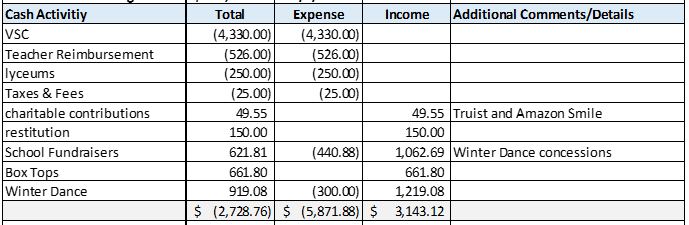 Cash Activitiy Total Expense Income Additional Comments/Details
VSC (4,330.00) (4,330.00)
Teacher Reimbursement (526.00) (526.00)
lyceums (250.00) (250.00)
Taxes & Fees (25.00) (25.00)
charitable contributions 49.55 49.55 Truist and Amazon Smile
restitution 150.00 150.00
School Fundraisers 621.81 (440.88) 1,062.69 Winter Dance concessions
Box Tops 661.80 661.80
Winter Dance 919.08 (300.00) 1,219.08
$ (2,728.76) $ (5,871.88) $ 3,143.12